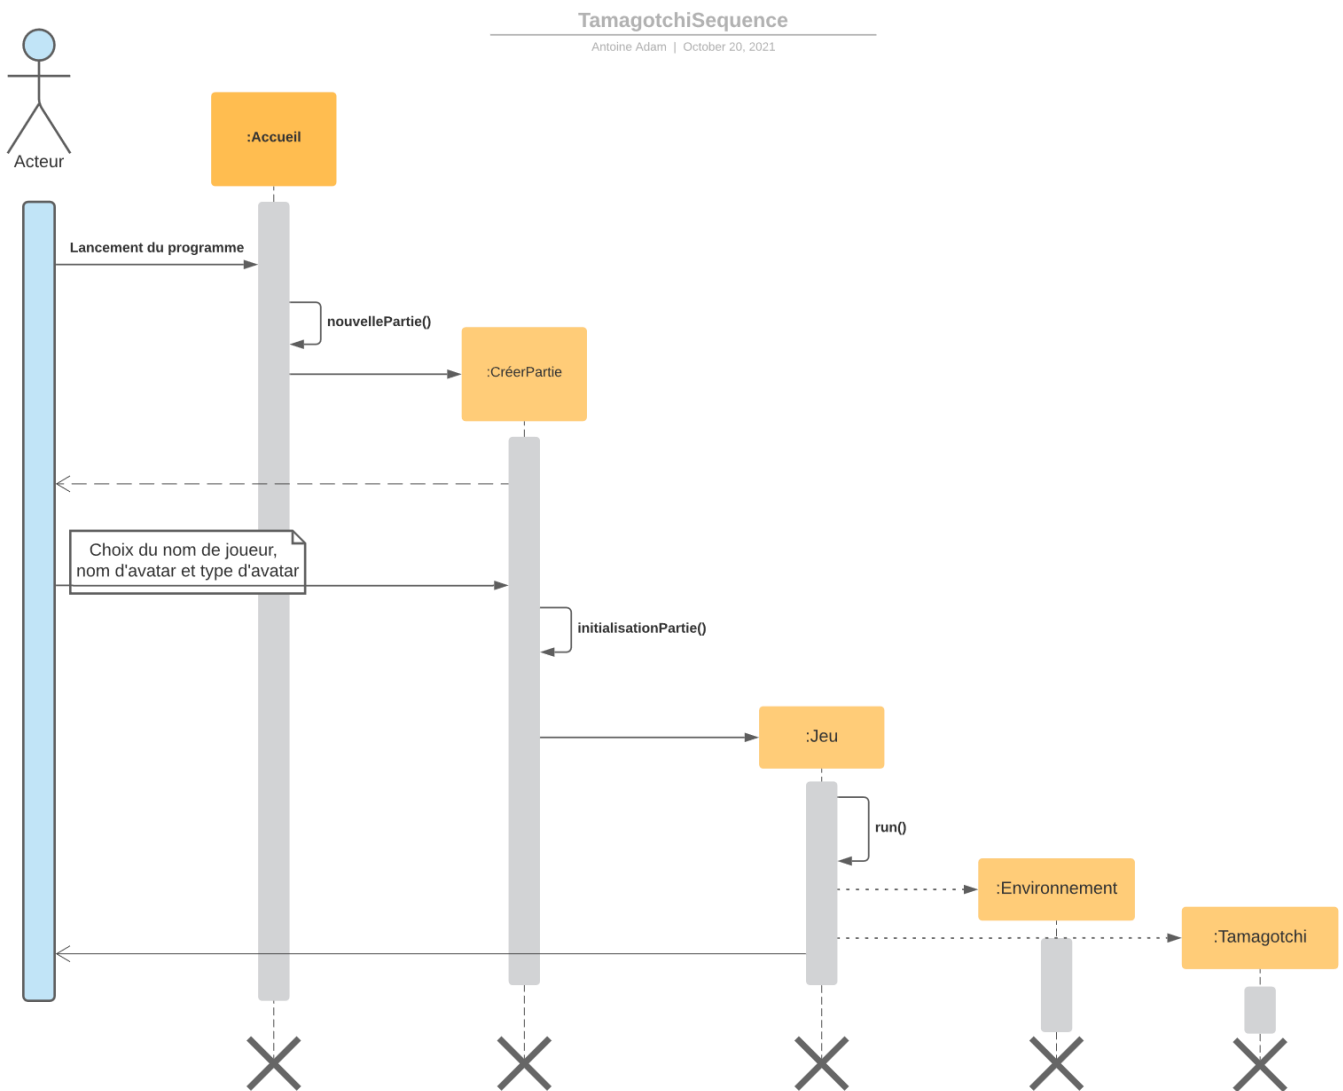 TamagotchiSequence
Antoine Adam | October 20, 2021
Acteur
:Accueil
Lancement du programme
nouvellePartie()
:CréerPartie
Choix du nom de joueur,
nom d'avatar et type d'avatar
initialisationPartie()
:Jeu
run()
:Environnement
:Tamagotchi